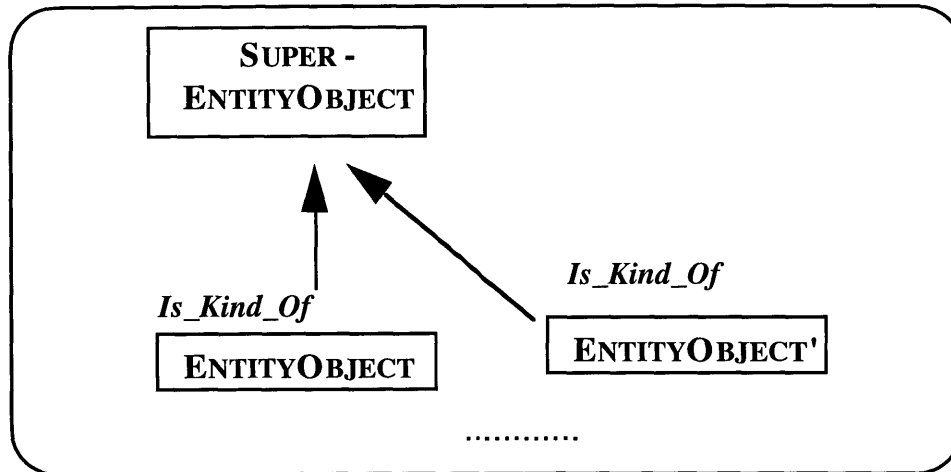 SUPER -
ENTITYOBJECT
Is_Kind_Of
Is_Kind_Of
ENTITYOBJECT
ENTITYOBJECT'
............